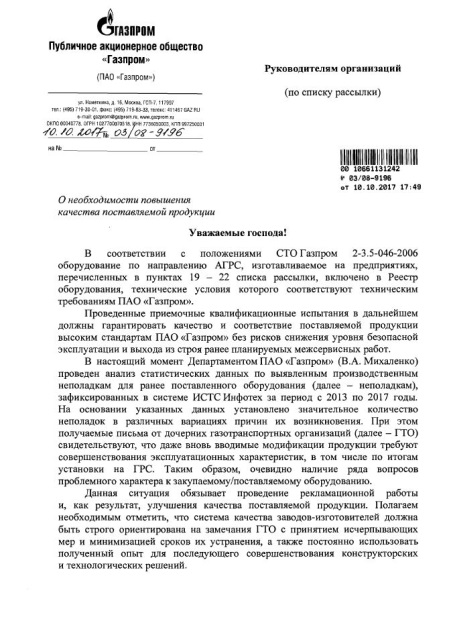 ГАЗПРОМ
Публичное акционерное общество
«Газпром»
(ПАО «Газпром»)
ул. Наметкина, д. 16, Москва, ГСП-7, 117997
тел.: (495) 719-30-01, факс: (495) 719-83-33, телекс: 411467 GAZ RU
e-mail: gazprom@gazprom.ru, www.gazprom.ru
ОКПО 00040778, ОГРН 1027700070518, ИНН 7736050003, КПП 997250001
10.10.2017 № 03/08-9196
на № от
Руководителям организаций
(по списку рассылки)
00 10661131242
№ 03/08-9196
от 10.10.2017 17:49
О необходимости повышения
качества поставляемой продукции
Уважаемые господа!
В соответствии с положениями СТО Газпром 2-3.5-046-2006
оборудование по направлению АГРС, изготавливаемое на предприятиях,
перечисленных в пунктах 19 – 22 списка рассылки, включено в Реестр
оборудования, технические условия которого соответствуют техническим
требованиям ПАО «Газпром».
Проведенные приемочные квалификационные испытания в дальнейшем
должны гарантировать качество и соответствие поставляемой продукции
высоким стандартам ПАО «Газпром» без рисков снижения уровня безопасной
эксплуатации и выхода из строя ранее планируемых межсервисных работ.
В настоящий момент Департаментом ПАО «Газпром» (В.А. Михаленко)
проведен анализ статистических данных по выявленным производственным
неполадкам для ранее поставленного оборудования (далее – неполадкам),
зафиксированных в системе ИСТС Инфотех за период с 2013 по 2017 годы.
На основании указанных данных установлено значительное количество
неполадок в различных вариациях причин их возникновения. При этом
получаемые письма от дочерних газотранспортных организаций (далее – ГТО)
свидетельствуют, что даже вновь вводимые модификации продукции требуют
совершенствования эксплуатационных характеристик, в том числе по итогам
установки на ГРС. Таким образом, очевидно наличие ряда вопросов
проблемного характера к закупаемому/поставляемому оборудованию.
Данная ситуация обязывает проведение рекламационной работы
и, как результат, улучшения качества поставляемой продукции. Полагаем
необходимым отметить, что система качества заводов-изготовителей должна
быть строго ориентирована на замечания ГТО с принятием исчерпывающих
мер и минимизацией сроков их устранения, а также постоянно использовать
полученный опыт для последующего совершенствования конструкторских
и технологических решений.